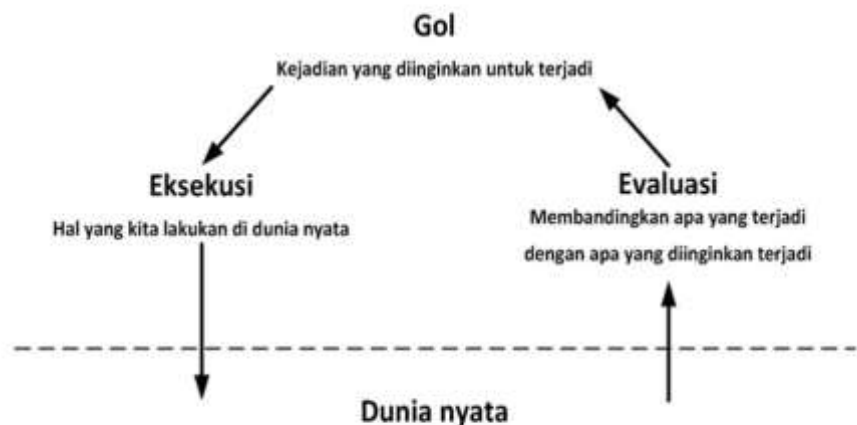 Gol
Kejadian yang diinginkan untuk terjadi
Eksekusi
Hal yang kita lakukan di dunia nyata
Evaluasi
Membandingkan apa yang terjadi
dengan apa yang diinginkan terjadi
Dunia nyata